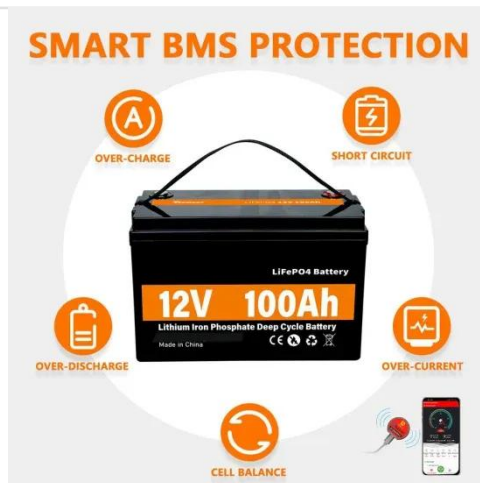 SMART BMS PROTECTION
OVER-CHARGE
SHORT CIRCUIT
LiFePO4 Battery
12V 100Ah
Lithium Iron Phosphate Deep Cycle Battery
Made in China
CE
OVER-DISCHARGE
OVER-CURRENT
CELL BALANCE